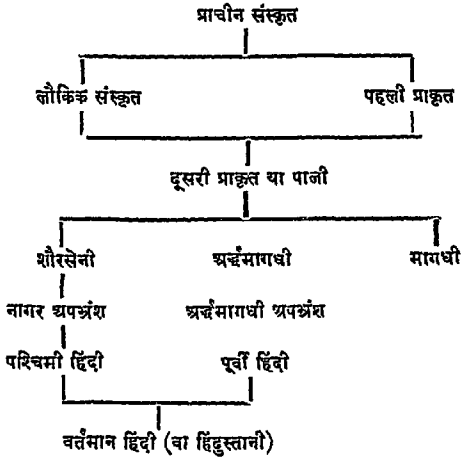 प्राचीन संस्कृत
लौकिक संस्कृत पहली प्राकृत
दूसरी प्राकृत या पाजी
शौरसेनी अर्द्धमागधी मागधी
नागर अपभ्रंश अर्द्धमागधी अपभ्रंश
पश्चिमी हिंदी पूर्वी हिंदी
वर्तमान हिंदी (वा हिंदुस्तानी)